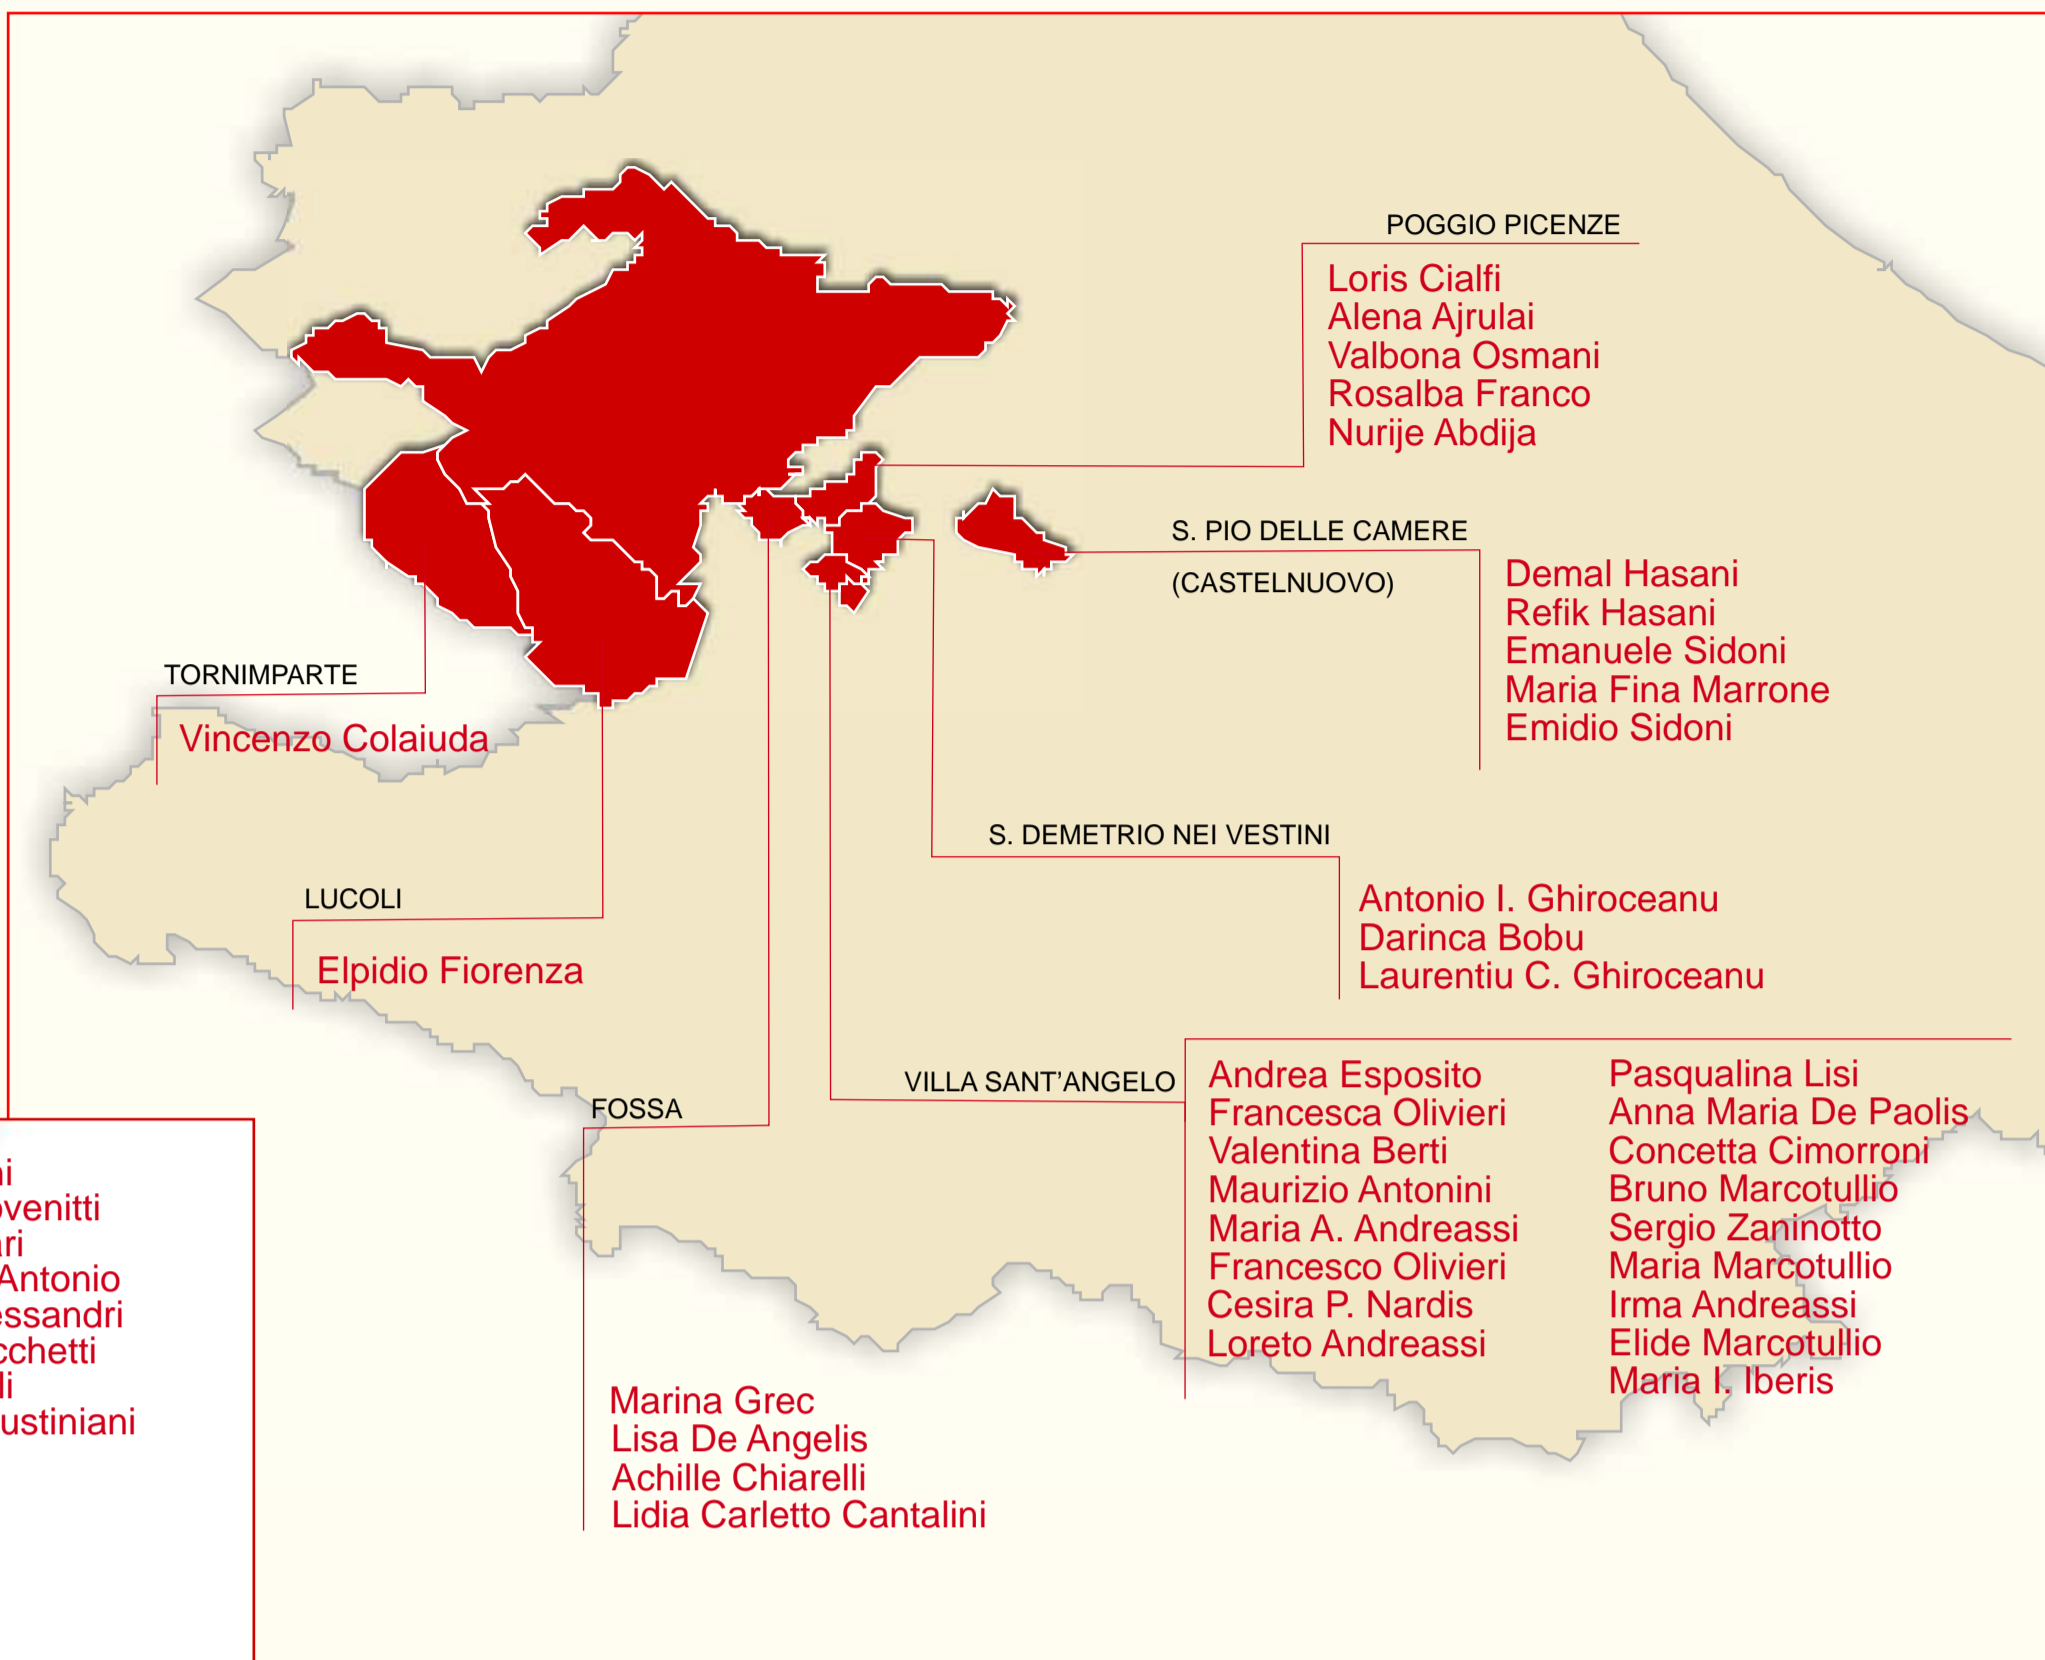 POGGIO PICENZE
Loris Cialfi
Alena Ajrulai
Valbona Osmani
Rosalba Franco
Nurije Abdija
S. PIO DELLE CAMERE
(CASTELNUOVO)
Demal Hasani
Refik Hasani
Emanuele Sidoni
Maria Fina Marrone
Emidio Sidoni
TORNIMPARTE
Vincenzo Colaiuda
S. DEMETRIO NEI VESTINI
Antonio I. Ghiroceanu
Darinca Bobu
Laurentiu C. Ghiroceanu
LUCOLI
Elpidio Fiorenza
VILLA SANT’ANGELO
Andrea Esposito
Francesca Olivieri
Valentina Berti
Maurizio Antonini
Maria A. Andreassi
Francesco Olivieri
Cesira P. Nardis
Loreto Andreassi
Pasqualina Lisi
Anna Maria De Paolis
Concetta Cimorroni
Bruno Marcotullio
Sergio Zaninotto
Maria Marcotullio
Irma Andreassi
Elide Marcotullio
Maria I. Iberis
FOSSA
Marina Grec
Lisa De Angelis
Achille Chiarelli
Lidia Carletto Cantalini
Antonio